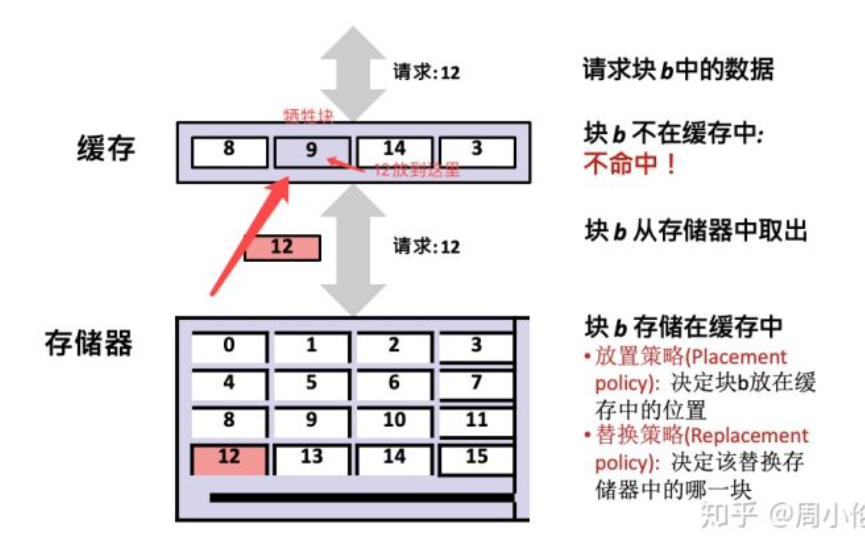 请求:12
请求块b中的数据
牺牲块
缓存
8 9 14 3
12放到这里
块b 不在缓存中:
不命中！
12
请求:12
块b 从存储器中取出
存储器
0 1 2 3
4 5 6 7
8 9 10 11
12 13 14 15
块b 存储在缓存中
•放置策略(Placement
policy): 决定块b放在缓
存中的位置
•替换策略(Replacement
policy): 决定该替换存
储器中的哪一块
知乎 @周小